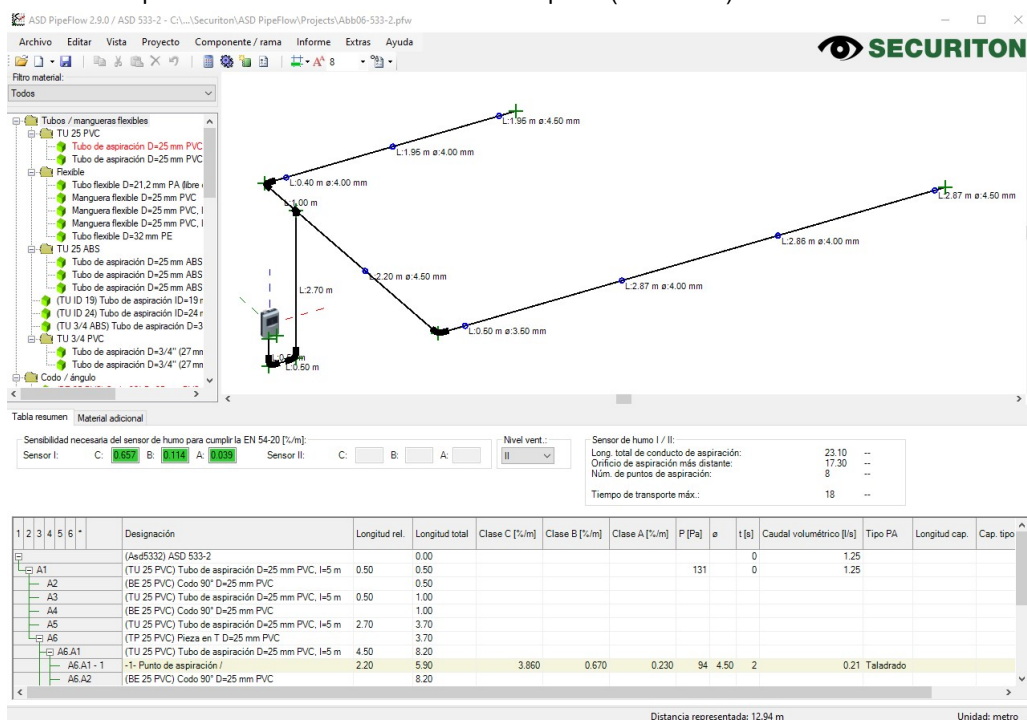 ASD PipeFlow 2.9.0 / ASD 533-2 - C:\...\Securiton\ASD PipeFlow\Projects\Abb06-533-2.pfw
Archivo Editar Vista Proyecto Componente / rama Informe Extras Ayuda
SECURITON
8
Filtro material:
Todos
Tubos / mangueras flexibles
TU 25 PVC
Tubo de aspiración D=25 mm PVC
Tubo de aspiración D=25 mm PVC
Flexible
Tubo flexible D=21,2 mm PA (libre
Manguera flexible D=25 mm PVC
Manguera flexible D=25 mm PVC, l
Manguera flexible D=25 mm PVC, l
Tubo flexible D=32 mm PE
TU 25 ABS
Tubo de aspiración D=25 mm ABS
Tubo de aspiración D=25 mm ABS
Tubo de aspiración D=25 mm ABS
(TU ID 19) Tubo de aspiración ID=19
(TU ID 24) Tubo de aspiración ID=24
(TU 3/4 ABS) Tubo de aspiración D=3
TU 3/4 PVC
Tubo de aspiración D=3/4" (27 mm
Tubo de aspiración D=3/4" (27 mm
Codo / ángulo
L:1.95 m ø:4.50 mm
L:1.95 m ø:4.00 mm
L:0.40 m ø:4.00 mm
L:1.00 m
L:2.87 m ø:4.50 mm
L:2.86 m ø:4.00 mm
L:2.20 m ø:4.50 mm
L:2.87 m ø:4.00 mm
L:2.70 m
L:0.50 m ø:3.50 mm
L:0.50 m
L:0.50 m
Tabla resumen Material adicional
Sensibilidad necesaria del sensor de humo para cumplir la EN 54-20 [%/m]:
Sensor I: C: 0.657 B: 0.114 A: 0.039 Sensor II: C: B: A:
Nivel vent.:
II
Sensor de humo I / II:
Long. total de conducto de aspiración: 23.10 --
Orificio de aspiración más distante: 17.30 --
Núm. de puntos de aspiración: 8 --
Tiempo de transporte máx.: 18 --
1 2 3 4 5 6 * Designación Longitud rel. Longitud total Clase C [%/m] Clase B [%/m] Clase A [%/m] P [Pa] ø t [s] Caudal volumétrico [l/s] Tipo PA Longitud cap. Cap. tipo
(Asd5332) ASD 533-2 0.00 0 1.25
A1 (TU 25 PVC) Tubo de aspiración D=25 mm PVC, l=5 m 0.50 0.50 131 0 1.25
A2 (BE 25 PVC) Codo 90° D=25 mm PVC 0.50
A3 (TU 25 PVC) Tubo de aspiración D=25 mm PVC, l=5 m 0.50 1.00
A4 (BE 25 PVC) Codo 90° D=25 mm PVC 1.00
A5 (TU 25 PVC) Tubo de aspiración D=25 mm PVC, l=5 m 2.70 3.70
A6 (TP 25 PVC) Pieza en T D=25 mm PVC 3.70
A6.A1 (TU 25 PVC) Tubo de aspiración D=25 mm PVC, l=5 m 4.50 8.20
A6.A1 - 1 -1- Punto de aspiración / 2.20 5.90 3.860 0.670 0.230 94 4.50 2 0.21 Taladrado
A6.A2 (BE 25 PVC) Codo 90° D=25 mm PVC 8.20
Distancia representada: 12.94 m Unidad: metro